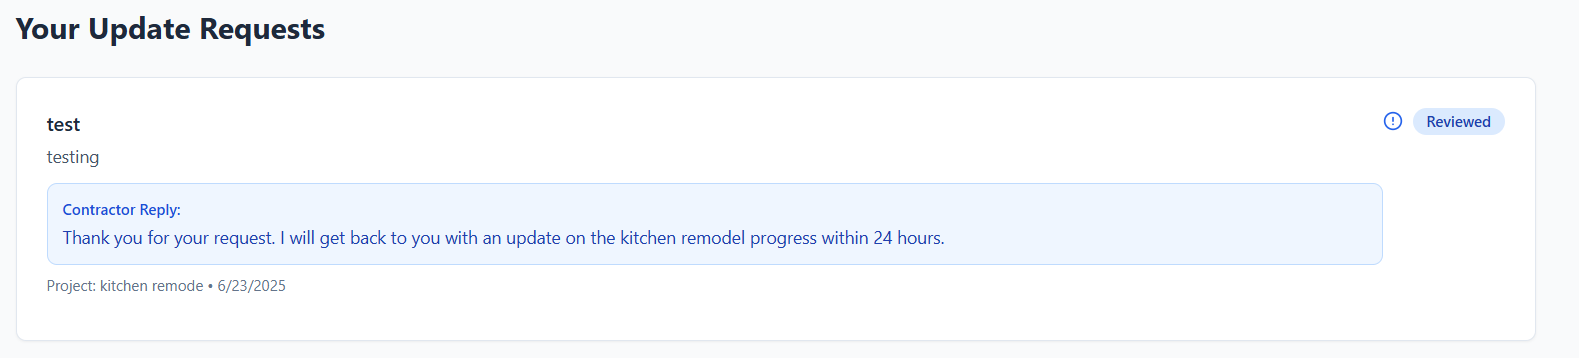 Your Update Requests
test
Reviewed
testing
Contractor Reply:
Thank you for your request. I will get back to you with an update on the kitchen remodel progress within 24 hours.
Project: kitchen remode • 6/23/2025